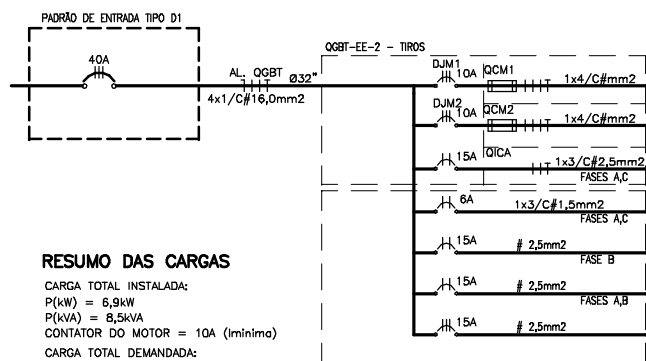 PADRÃO DE ENTRADA TIPO D1
40A
AL. QGBT Ø32"
4x1/C#16,0mm2
QGBT-EE-2 - TIROS
DJM1 10A QCM1 1x4/C#mm2
DJM2 10A QCM2 1x4/C#mm2
QICA
15A 1x3/C#2,5mm2
FASES A,C
6A 1x3/C#1,5mm2
FASES A,C
15A # 2,5mm2
FASE B
15A # 2,5mm2
FASES A,B
15A # 2,5mm2
RESUMO DAS CARGAS
CARGA TOTAL INSTALADA:
P(kW) = 6,9kW
P(kVA) = 8,5kVA
CONTATOR DO MOTOR = 10A (Iminima)
CARGA TOTAL DEMANDADA: